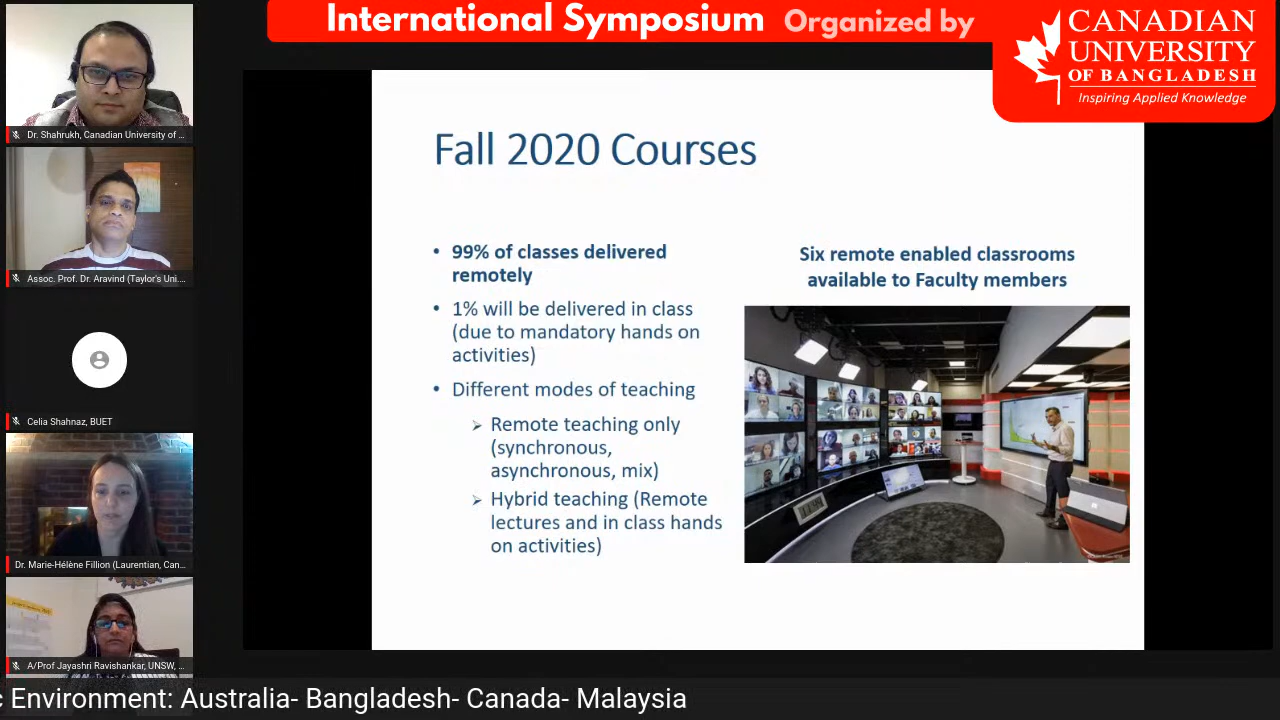 International Symposium Organized by
CANADIAN
UNIVERSITY
OF BANGLADESH
Inspiring Applied Knowledge
Dr. Shahrukh, Canadian University of ...
Assoc. Prof. Dr. Aravind (Taylor's Uni....
Celia Shahnaz, BUET
Dr. Marie-Hélène Fillion (Laurentian, Can...
A/Prof Jayashri Ravishankar, UNSW, ...
Fall 2020 Courses
• 99% of classes delivered
remotely
• 1% will be delivered in class
(due to mandatory hands on
activities)
• Different modes of teaching
➢ Remote teaching only
(synchronous,
asynchronous, mix)
➢ Hybrid teaching (Remote
lectures and in class hands
on activities)
Six remote enabled classrooms
available to Faculty members
c Environment: Australia- Bangladesh- Canada- Malaysia